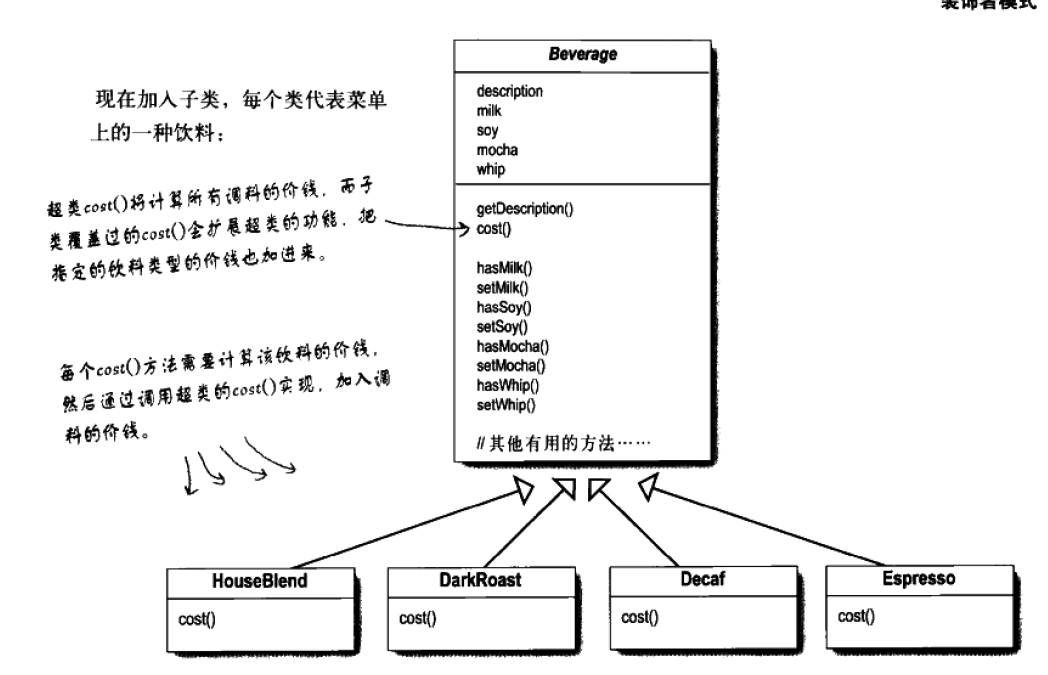 装饰者模式
现在加入子类，每个类代表菜单
上的一种饮料：
超类cost()将计算所有调料的价钱，而子
类覆盖过的cost()会扩展超类的功能，把
指定的饮料类型的价钱也加进来。
每个cost()方法需要计算该饮料的价钱，
然后通过调用超类的cost()实现，加入调
料的价钱。
Beverage
description
milk
soy
mocha
whip
getDescription()
cost()
hasMilk()
setMilk()
hasSoy()
setSoy()
hasMocha()
setMocha()
hasWhip()
setWhip()
//其他有用的方法……
HouseBlend
cost()
DarkRoast
cost()
Decaf
cost()
Espresso
cost()